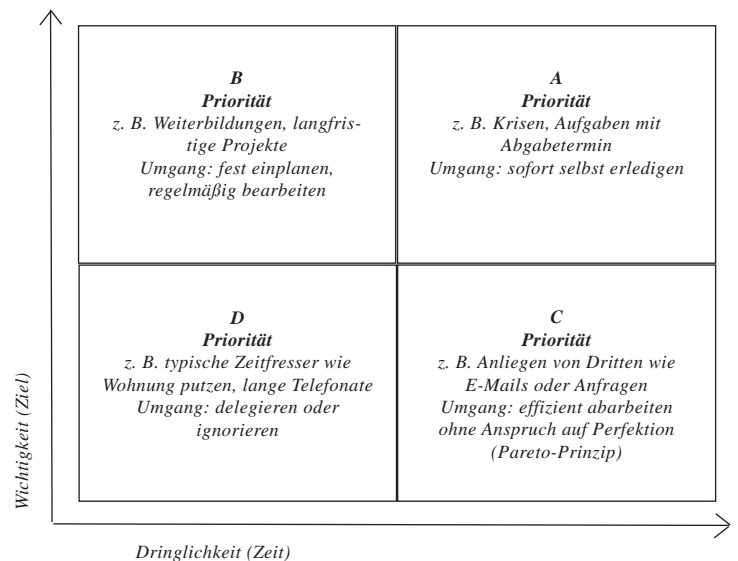 B
Priorität
z. B. Weiterbildungen, langfris-
tige Projekte
Umgang: fest einplanen,
regelmäßig bearbeiten
A
Priorität
z. B. Krisen, Aufgaben mit
Abgabetermin
Umgang: sofort selbst erledigen
D
Priorität
z. B. typische Zeitfresser wie
Wohnung putzen, lange Telefonate
Umgang: delegieren oder
ignorieren
C
Priorität
z. B. Anliegen von Dritten wie
E-Mails oder Anfragen
Umgang: effizient abarbeiten
ohne Anspruch auf Perfektion
(Pareto-Prinzip)
Wichtigkeit (Ziel)
Dringlichkeit (Zeit)